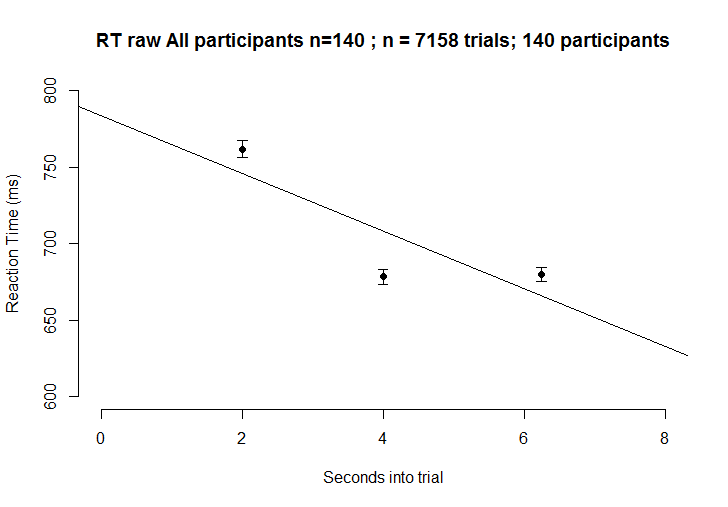 RT raw All participants n=140 ; n = 7158 trials; 140 participants
800
750
700
650
600
Reaction Time (ms)
0 2 4 6 8
Seconds into trial